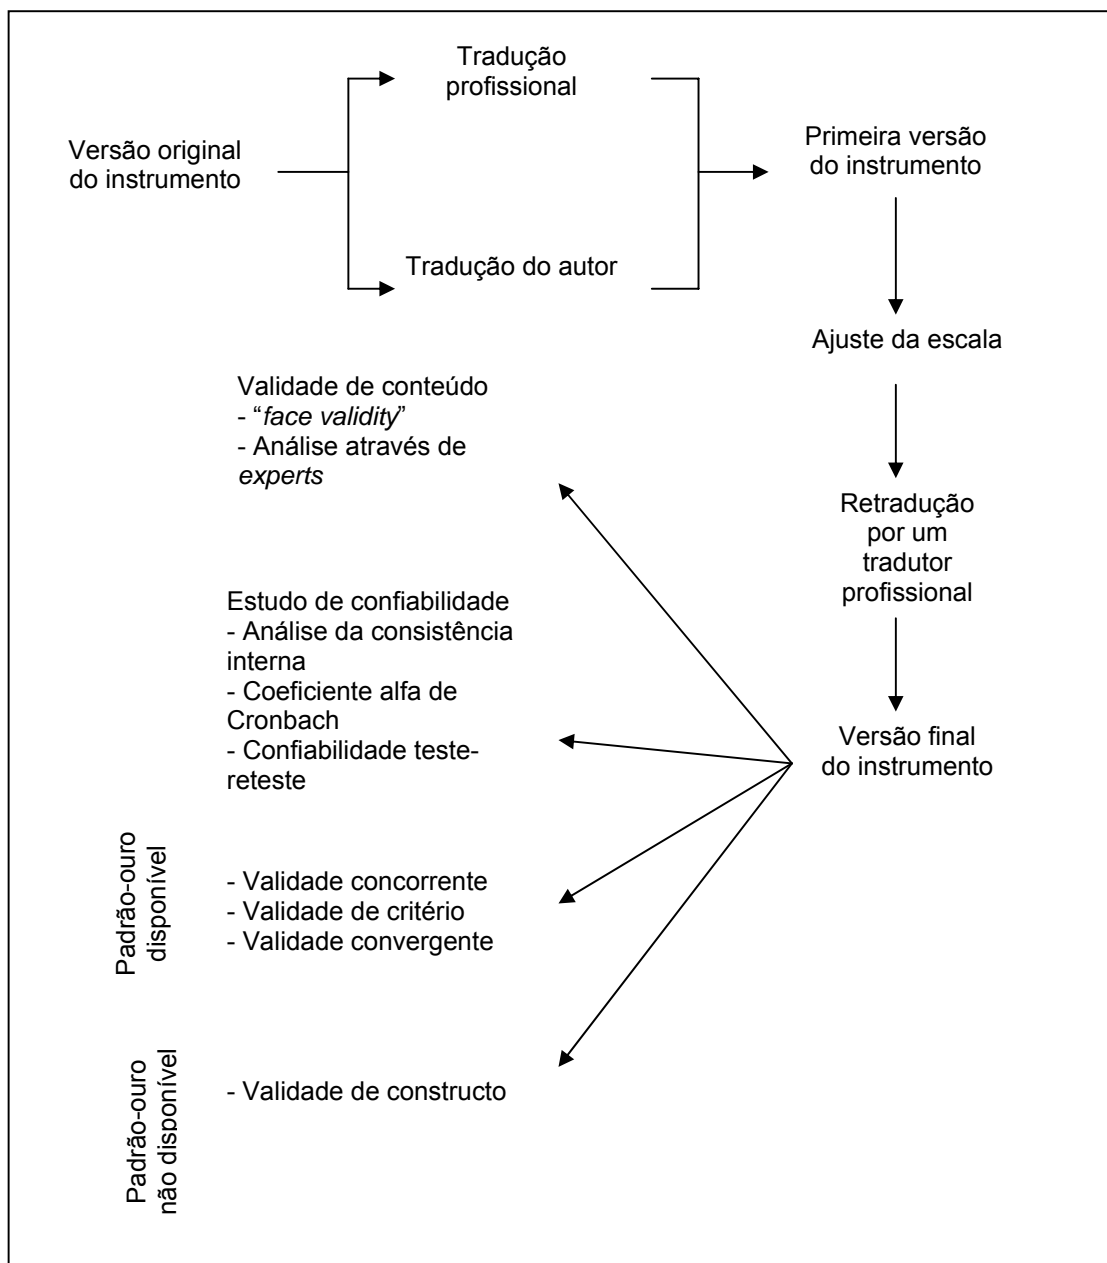 Tradução
profissional
Versão original
do instrumento
Primeira versão
do instrumento
Tradução do autor
Ajuste da escala
Validade de conteúdo
- “face validity”
- Análise através de
experts
Retradução
por um
tradutor
profissional
Estudo de confiabilidade
- Análise da consistência
interna
- Coeficiente alfa de
Cronbach
- Confiabilidade teste-
reteste
Versão final
do instrumento
Padrão-ouro
disponível
- Validade concorrente
- Validade de critério
- Validade convergente
Padrão-ouro
não disponível
- Validade de constructo